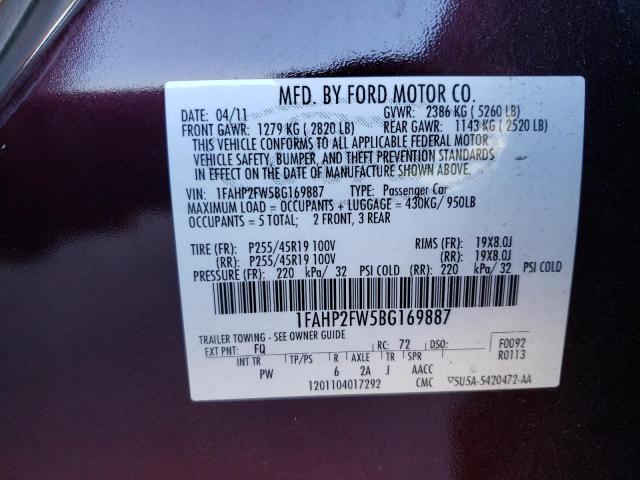 MFD. BY FORD MOTOR CO.
DATE: 04/11 GVWR: 2386 KG ( 5260 LB)
FRONT GAWR: 1279 KG ( 2820 LB) REAR GAWR: 1143 KG ( 2520 LB)
THIS VEHICLE CONFORMS TO ALL APPLICABLE FEDERAL MOTOR
VEHICLE SAFETY, BUMPER, AND THEFT PREVENTION STANDARDS
IN EFFECT ON THE DATE OF MANUFACTURE SHOWN ABOVE.
VIN: 1FAHP2FW5BG169887 TYPE: Passenger Car
MAXIMUM LOAD = OCCUPANTS + LUGGAGE = 430KG/ 950LB
OCCUPANTS = 5 TOTAL; 2 FRONT, 3 REAR
TIRE (FR): P255/45R19 100V RIMS (FR): 19X8.0J
(RR): P255/45R19 100V (RR): 19X8.0J
PRESSURE (FR): 220 kPa/ 32 PSI COLD (RR): 220 kPa/ 32 PSI COLD
1FAHP2FW5BG169887
TRAILER TOWING - SEE OWNER GUIDE
EXT PNT: FQ RC: 72 DSO: F0092
INT TR TP/PS R AXLE TR SPR R0113
PW 6 2A J AACC
1201104017292 CMC ▽5U5A-5420472-AA